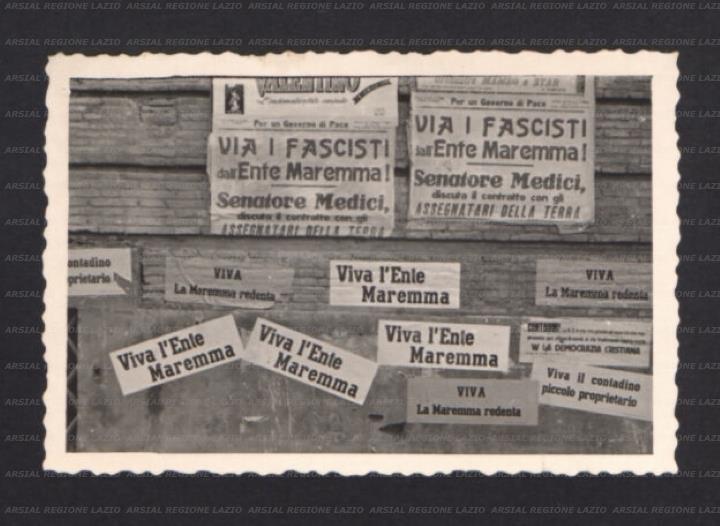 ARSIAL REGIONE LAZIO
VALENTINO
Per un Governo di Pace
VIA I FASCISTI
dall'Ente Maremma!
Senatore Medici,
discuta il contratto con gli
ASSEGNATARI DELLA TERRA
MAMBO e STAR
Per un Governo di Pace
VIA I FASCISTI
dall'Ente Maremma!
Senatore Medici,
discuta il contratto con gli
ASSEGNATARI DELLA TERRA
contadino
prietario
VIVA
La Maremma redenta
Viva l'Ente
Maremma
VIVA
La Maremma redenta
Viva l'Ente
Maremma
Viva l'Ente
Maremma
Viva l'Ente
Maremma
CONTADINI
W LA DEMOCRAZIA CRISTIANA
VIVA
La Maremma redenta
Viva il contadino
piccolo proprietario